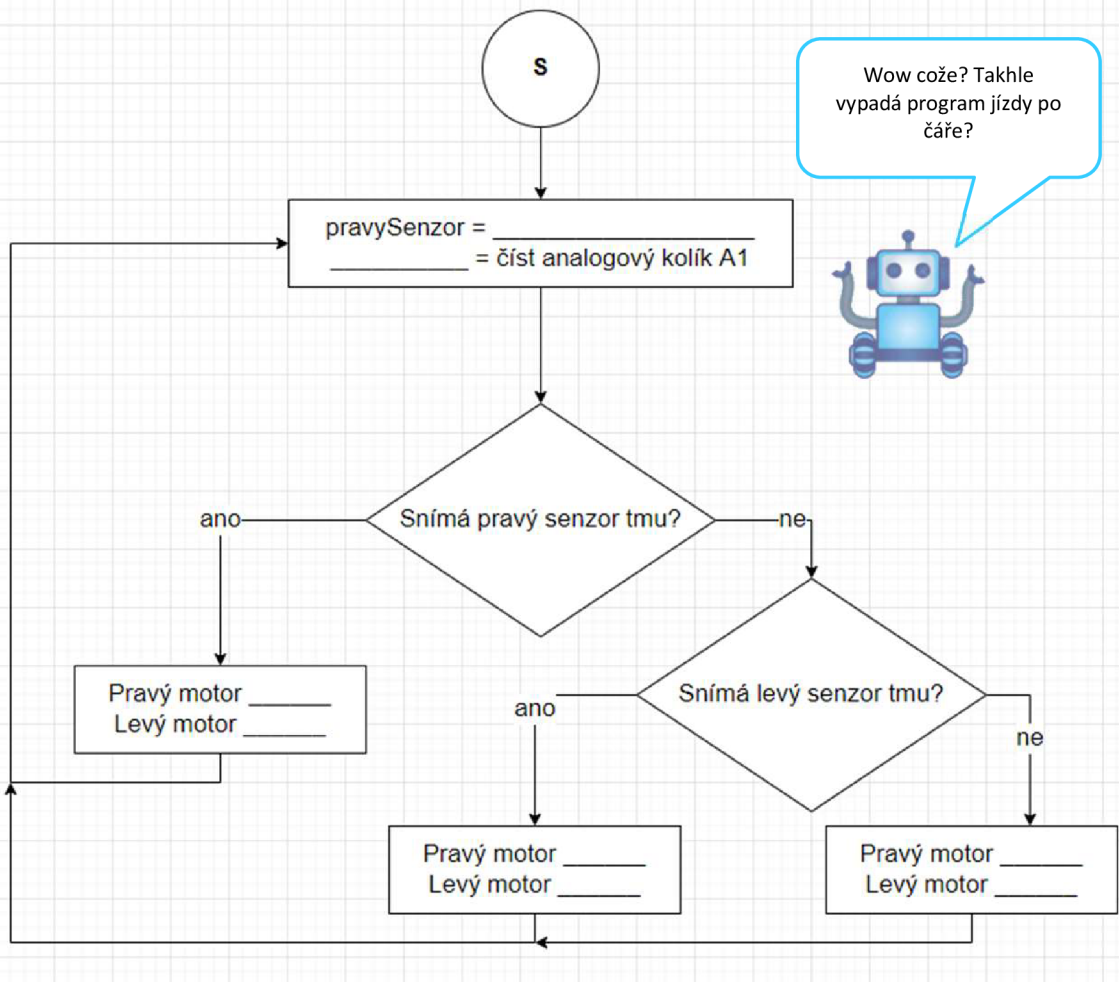 S
Wow cože? Takhle
vypadá program jízdy po
čáře?
pravySenzor = ___________________
__________ = číst analogový kolík A1
Snímá pravý senzor tmu?
ano
ne
Pravý motor ______
Levý motor ______
Snímá levý senzor tmu?
ano
ne
Pravý motor ______
Levý motor ______
Pravý motor ______
Levý motor ______